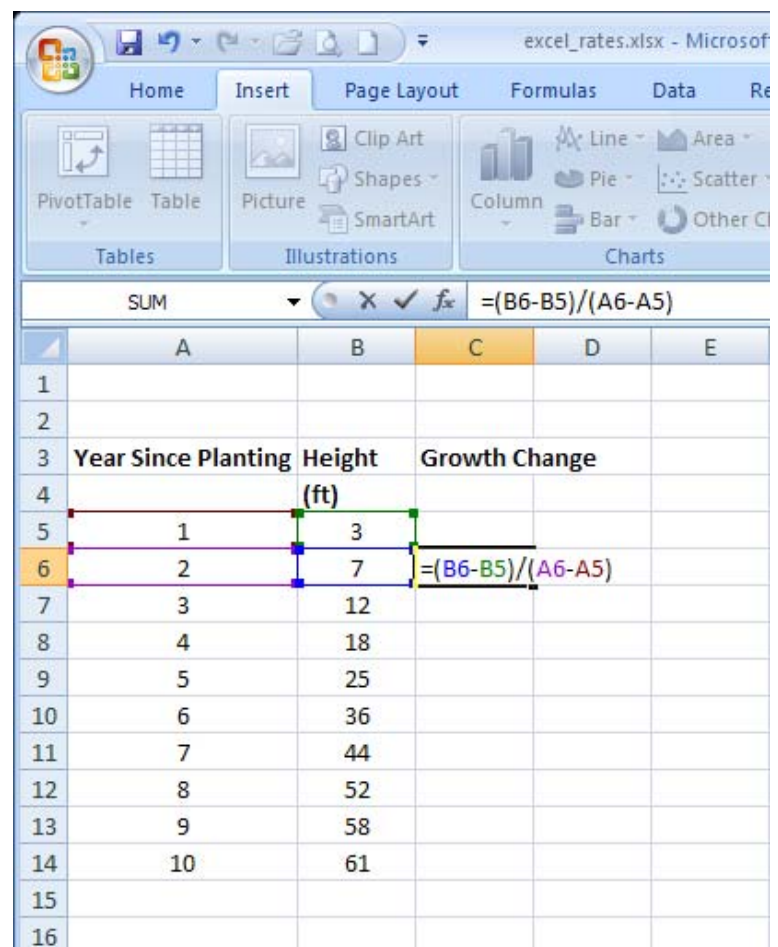 excel_rates.xlsx - Microsof
Home Insert Page Layout Formulas Data Re
PivotTable Table Picture Clip Art Shapes SmartArt Column Line Pie Bar Area Scatter Other Cl
Tables Illustrations Charts
SUM fx =(B6-B5)/(A6-A5)
A B C D E
1
2
3 Year Since Planting Height Growth Change
4 (ft)
5 1 3
6 2 7 =(B6-B5)/(A6-A5)
7 3 12
8 4 18
9 5 25
10 6 36
11 7 44
12 8 52
13 9 58
14 10 61
15
16